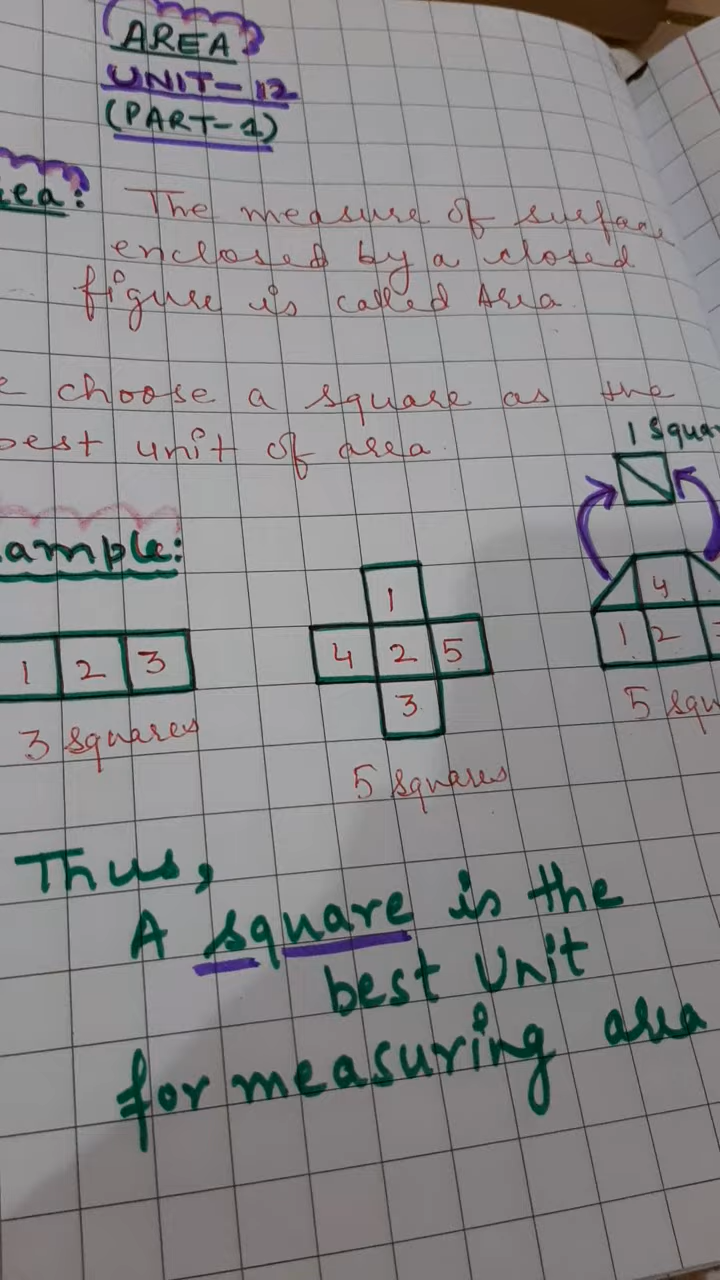 AREA
UNIT-12
(PART-1)
rea: The measure of surface
enclosed by a closed
figure is called Area.
e choose a square as the
best unit of area.
1 squar
ample:
1 2 3
3 squares
1
4 2 5
3
5 squares
4
1 2
5 squ
Thus,
A square is the
best Unit
for measuring area